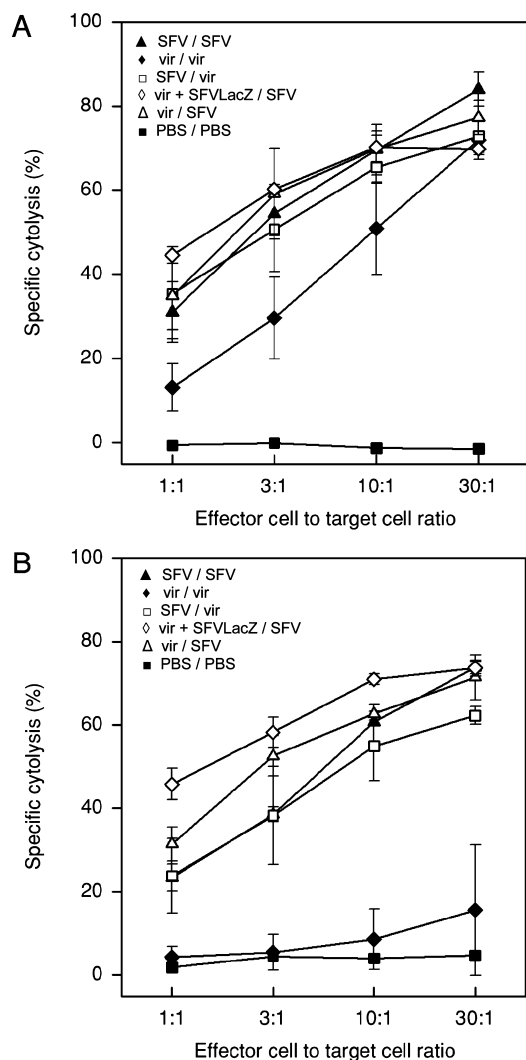 A
SFV / SFV
vir / vir
SFV / vir
vir + SFVLacZ / SFV
vir / SFV
PBS / PBS
Specific cytolysis (%)
100
80
60
40
20
0
1:1 3:1 10:1 30:1
Effector cell to target cell ratio
B
SFV / SFV
vir / vir
SFV / vir
vir + SFVLacZ / SFV
vir / SFV
PBS / PBS
Specific cytolysis (%)
100
80
60
40
20
0
1:1 3:1 10:1 30:1
Effector cell to target cell ratio